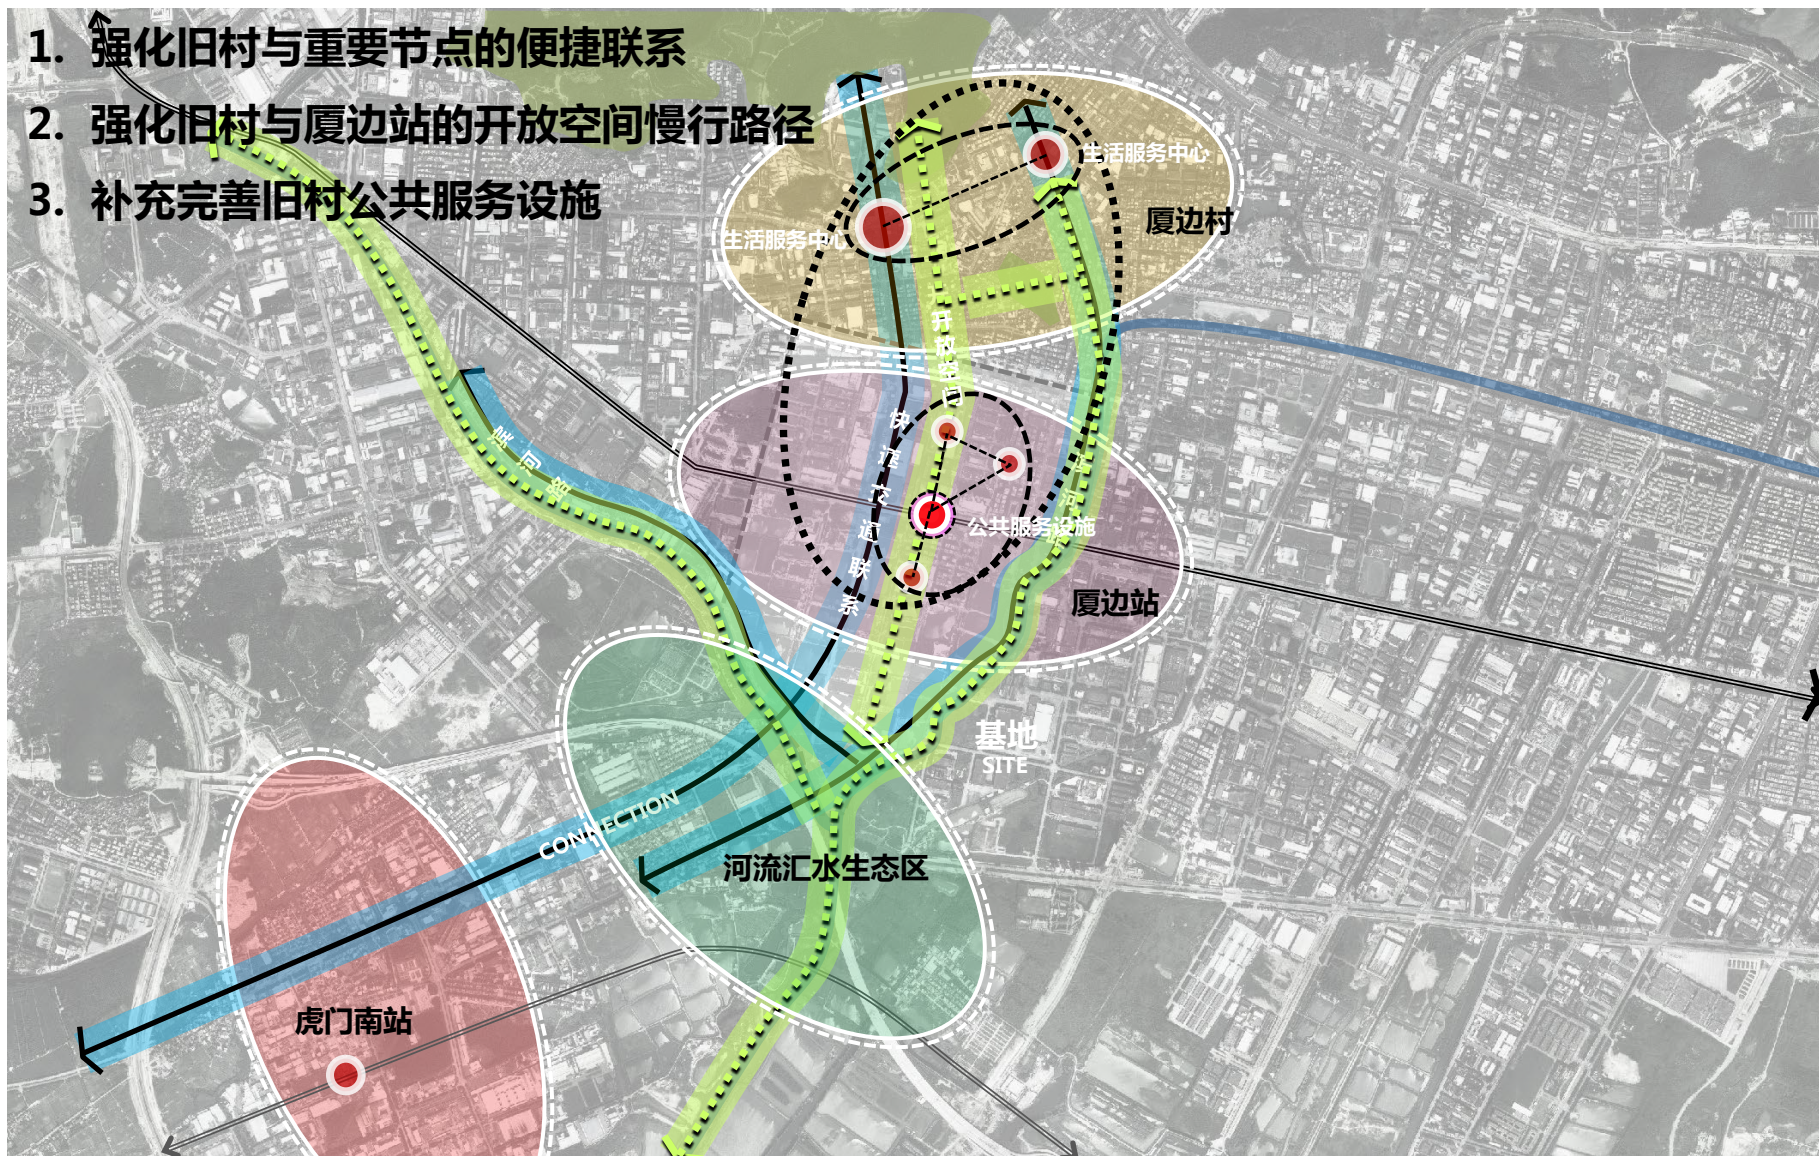 1. 强化旧村与重要节点的便捷联系
2. 强化旧村与厦边站的开放空间慢行路径
3. 补充完善旧村公共服务设施
生活服务中心
厦边村
生活服务中心
开放空间
快速交通联系
滨河路
公共服务设施
厦边站
基地
SITE
CONNECTION
河流汇水生态区
虎门南站